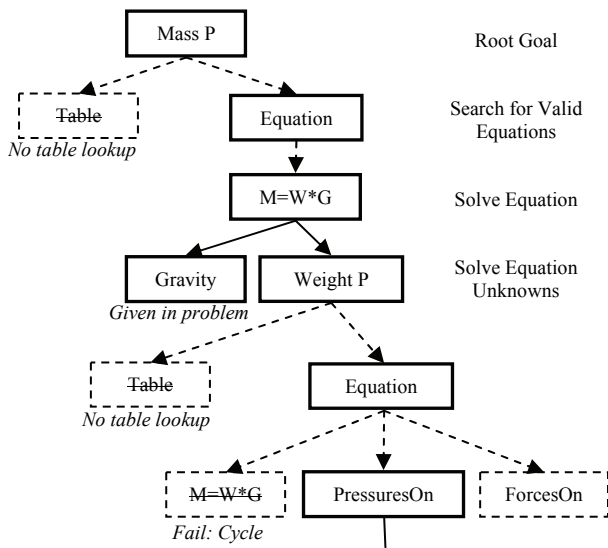 Mass P
Root Goal
Table
Equation
Search for Valid
Equations
No table lookup
M=W*G
Solve Equation
Gravity
Weight P
Solve Equation
Unknowns
Given in problem
Table
Equation
No table lookup
M=W*G
PressuresOn
ForcesOn
Fail: Cycle